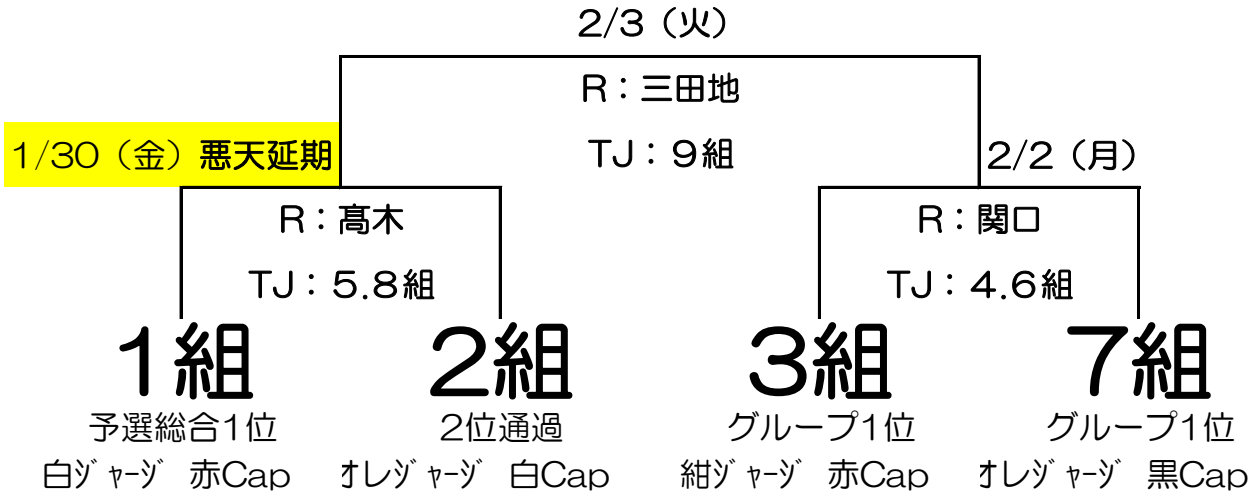 2/3（火）
R：三田地
1/30（金）悪天延期
TJ：9組
2/2（月）
R：髙木
R：関口
TJ：5.8組
TJ：4.6組
1組
2組
3組
7組
予選総合1位
2位通過
グループ1位
グループ1位
白ｼﾞｬｰｼﾞ 赤Cap
ｵﾚｼﾞｬｰｼﾞ 白Cap
紺ｼﾞｬｰｼﾞ 赤Cap
ｵﾚｼﾞｬｰｼﾞ 黒Cap